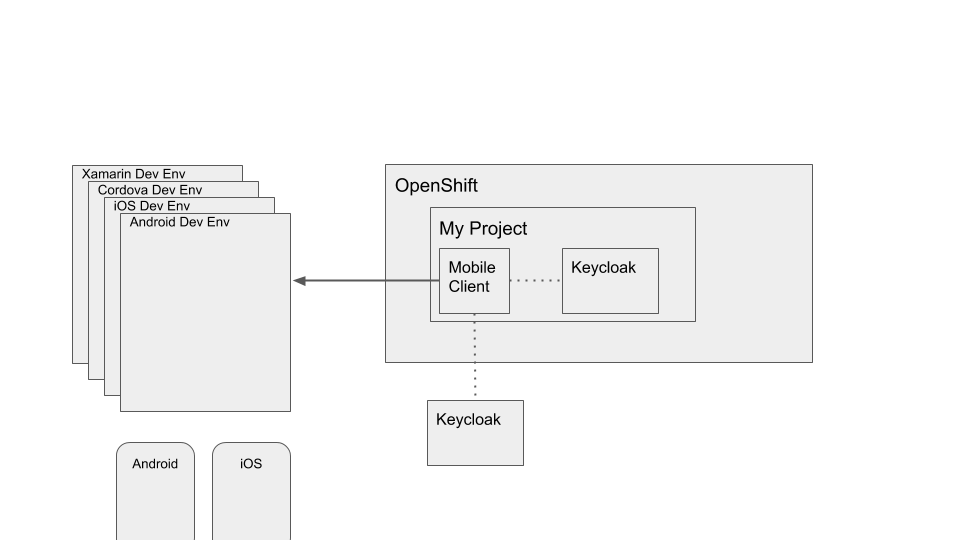 Xamarin Dev Env
Cordova Dev Env
iOS Dev Env
Android Dev Env
OpenShift
My Project
Mobile
Client
Keycloak
Keycloak
Android
iOS